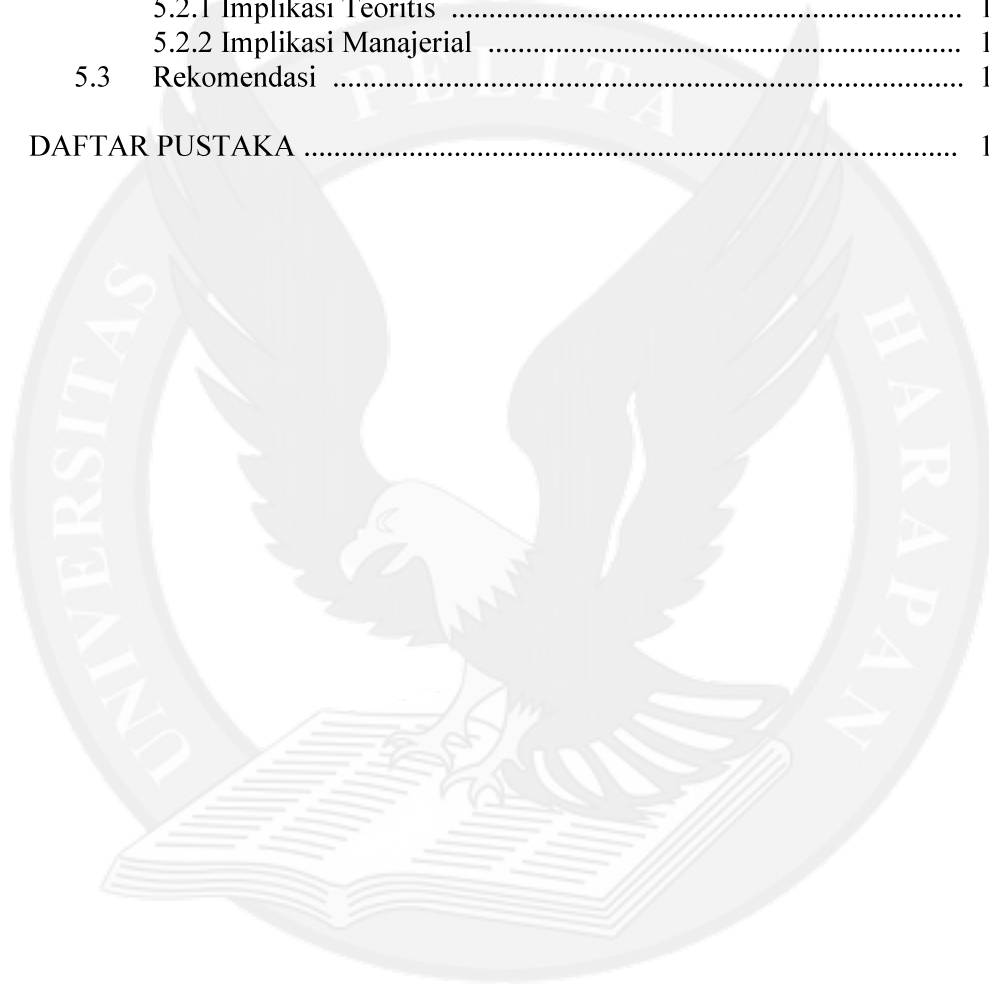 5.2.1 Implikasi Teoritis ..................................................................... 1
5.2.2 Implikasi Manajerial ................................................................ 1
5.3 Rekomendasi ..................................................................................... 1
DAFTAR PUSTAKA ........................................................................................ 1
UNIVERSITAS PELITA HARAPAN